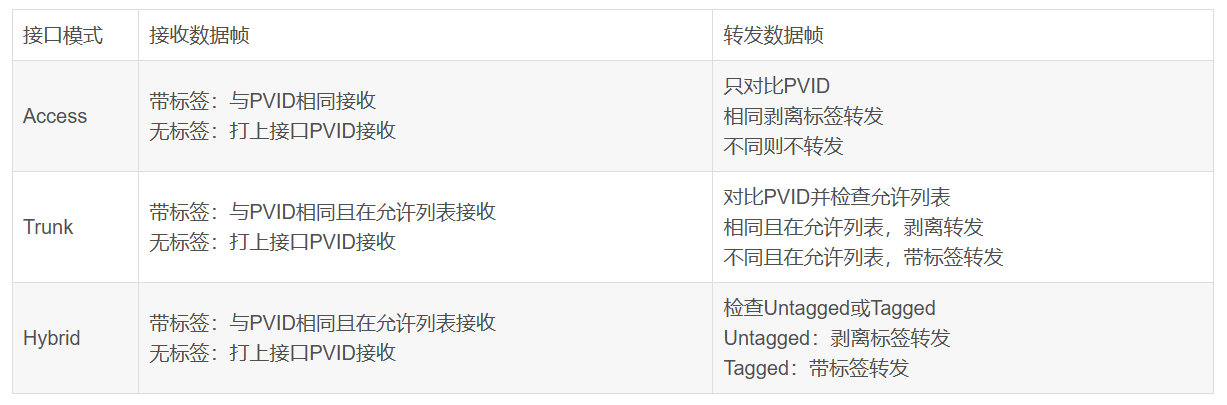 接口模式 接收数据帧 转发数据帧
Access
带标签：与PVID相同接收
无标签：打上接口PVID接收
只对比PVID
相同剥离标签转发
不同则不转发
Trunk
带标签：与PVID相同且在允许列表接收
无标签：打上接口PVID接收
对比PVID并检查允许列表
相同且在允许列表，剥离转发
不同且在允许列表，带标签转发
Hybrid
带标签：与PVID相同且在允许列表接收
无标签：打上接口PVID接收
检查Untagged或Tagged
Untagged：剥离标签转发
Tagged：带标签转发